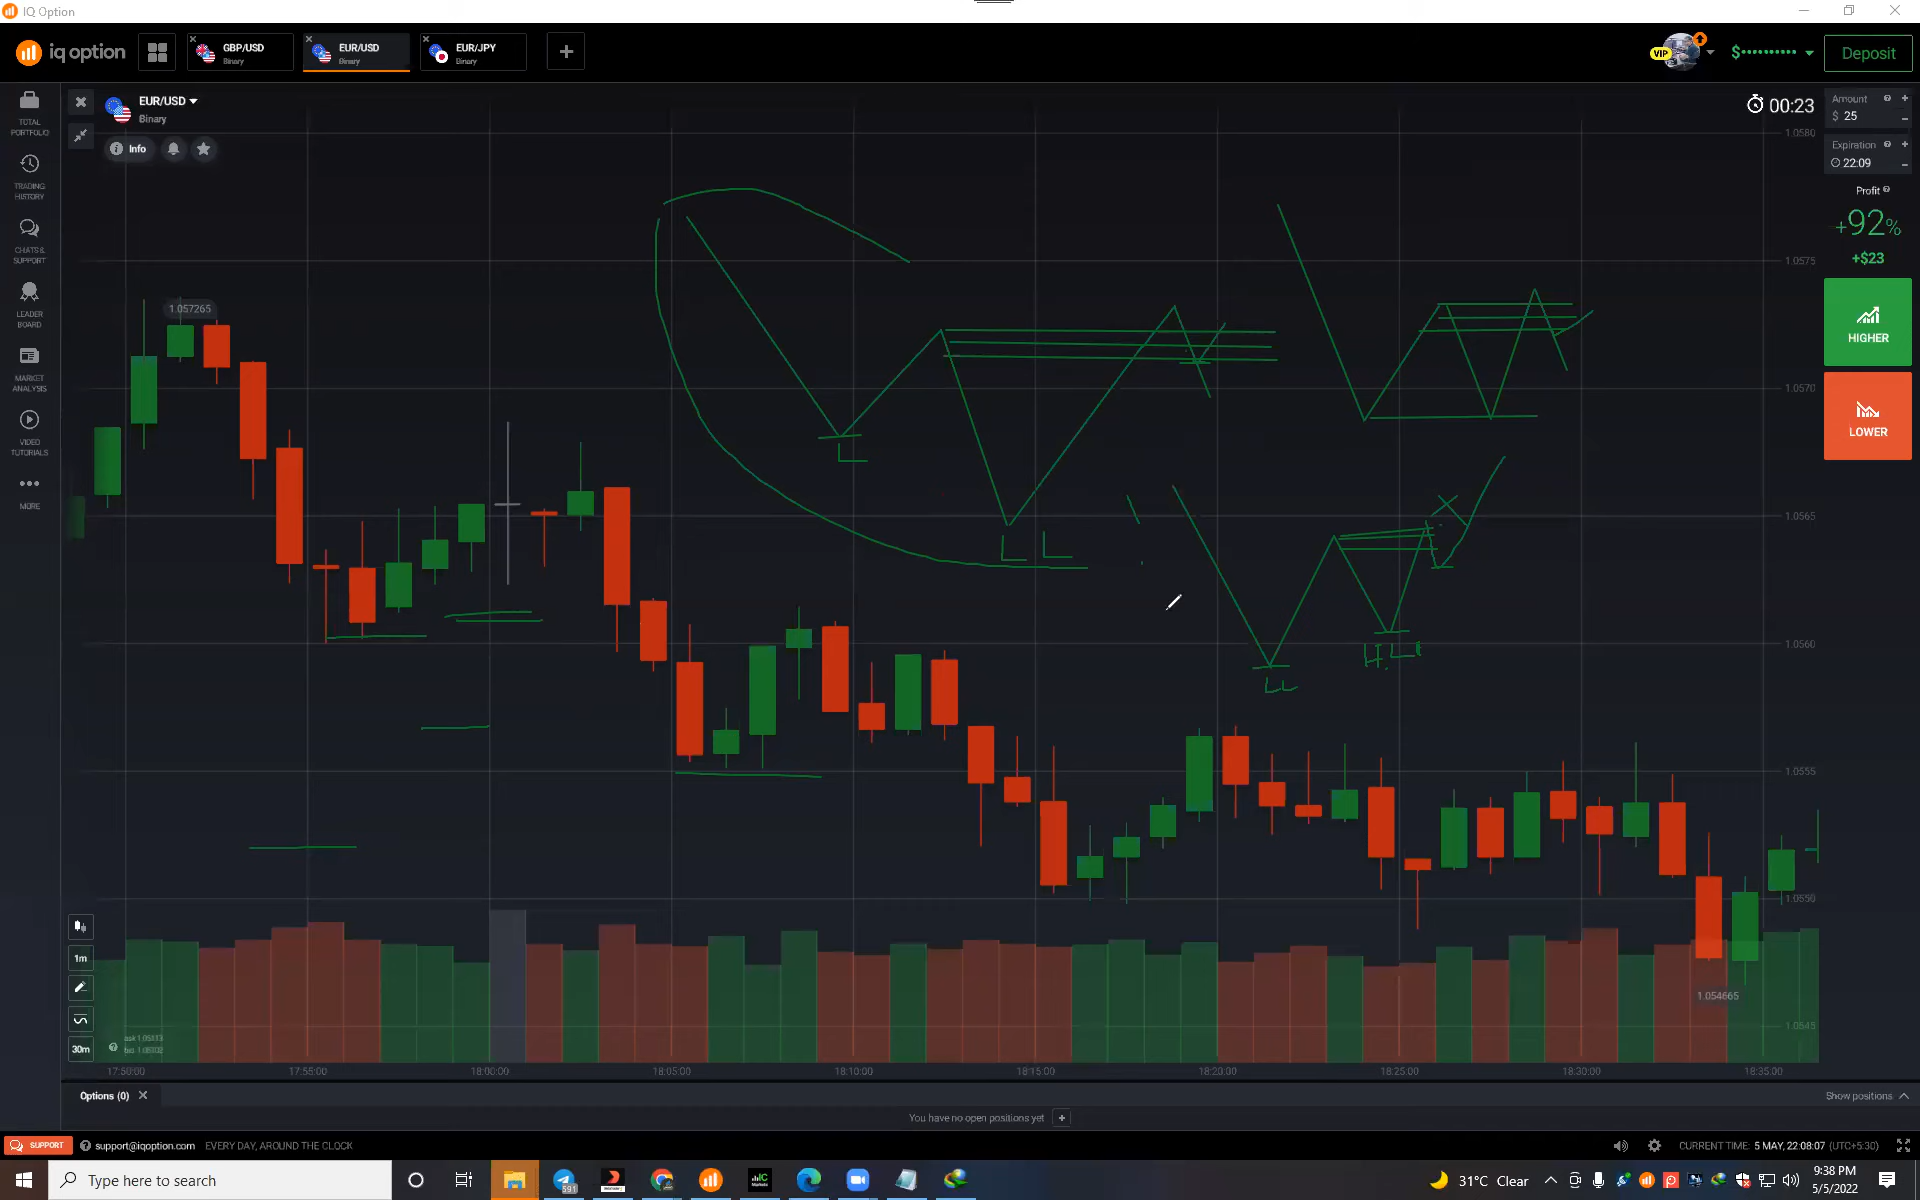 IQ Option
iq option
GBP/USD
Binary
EUR/USD
Binary
EUR/JPY
Binary
VIP
Deposit
TOTAL PORTFOLIO
TRADING HISTORY
CHATS & SUPPORT
LEADER BOARD
MARKET ANALYSIS
VIDEO TUTORIALS
MORE
EUR/USD
Binary
Info
00:23
Amount
$ 25
Expiration
22:09
Profit
+92%
+$23
HIGHER
LOWER
1.0580
1.0575
1.0570
1.0565
1.0560
1.0555
1.0550
1.0545
1.057265
1.054665
L
LL
LL
H.L
1m
30m
17:50:00
17:55:00
18:00:00
18:05:00
18:10:00
18:15:00
18:20:00
18:25:00
18:30:00
18:35:00
Options (0)
Show positions
You have no open positions yet
SUPPORT
support@iqoption.com
EVERY DAY, AROUND THE CLOCK
CURRENT TIME: 5 MAY, 22:08:07 (UTC+5:30)
Type here to search
591
31°C Clear
9:38 PM
5/5/2022